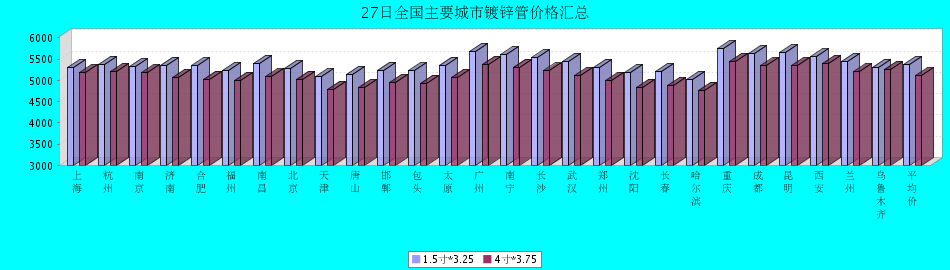 27日全国主要城市镀锌管价格汇总
6000
5500
5000
4500
4000
3500
3000
上海 杭州 南京 济南 合肥 福州 南昌 北京 天津 唐山 邯郸 包头 太原 广州 南宁 长沙 武汉 郑州 沈阳 长春 哈尔滨 重庆 成都 昆明 西安 兰州 乌鲁木齐 平均价
1.5寸*3.25 4寸*3.75